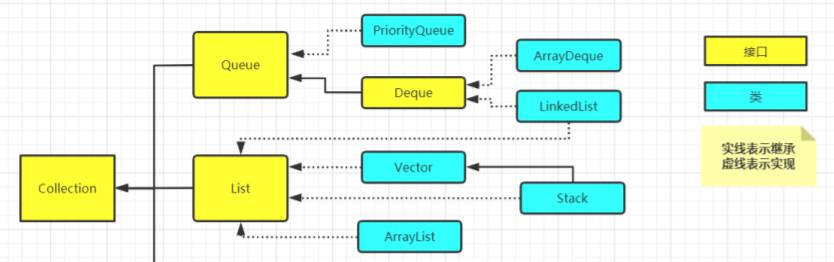 PriorityQueue
Queue
ArrayDeque
接口
Deque
LinkedList
类
实线表示继承
虚线表示实现
Collection
List
Vector
Stack
ArrayList